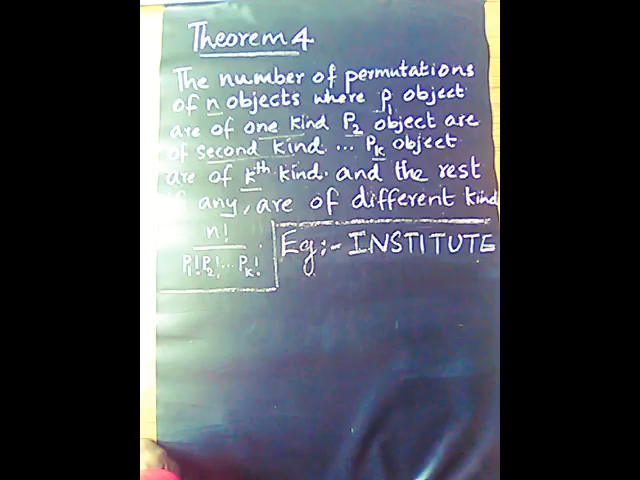 Theorem 4
The number of permutations
of n objects where P₁ object
are of one kind P₂ object are
of second kind ... Pₖ object
are of kᵗʰ kind. and the rest
if any, are of different kind
n!
P₁! P₂! ... Pₖ!
Eg:- INSTITUTE